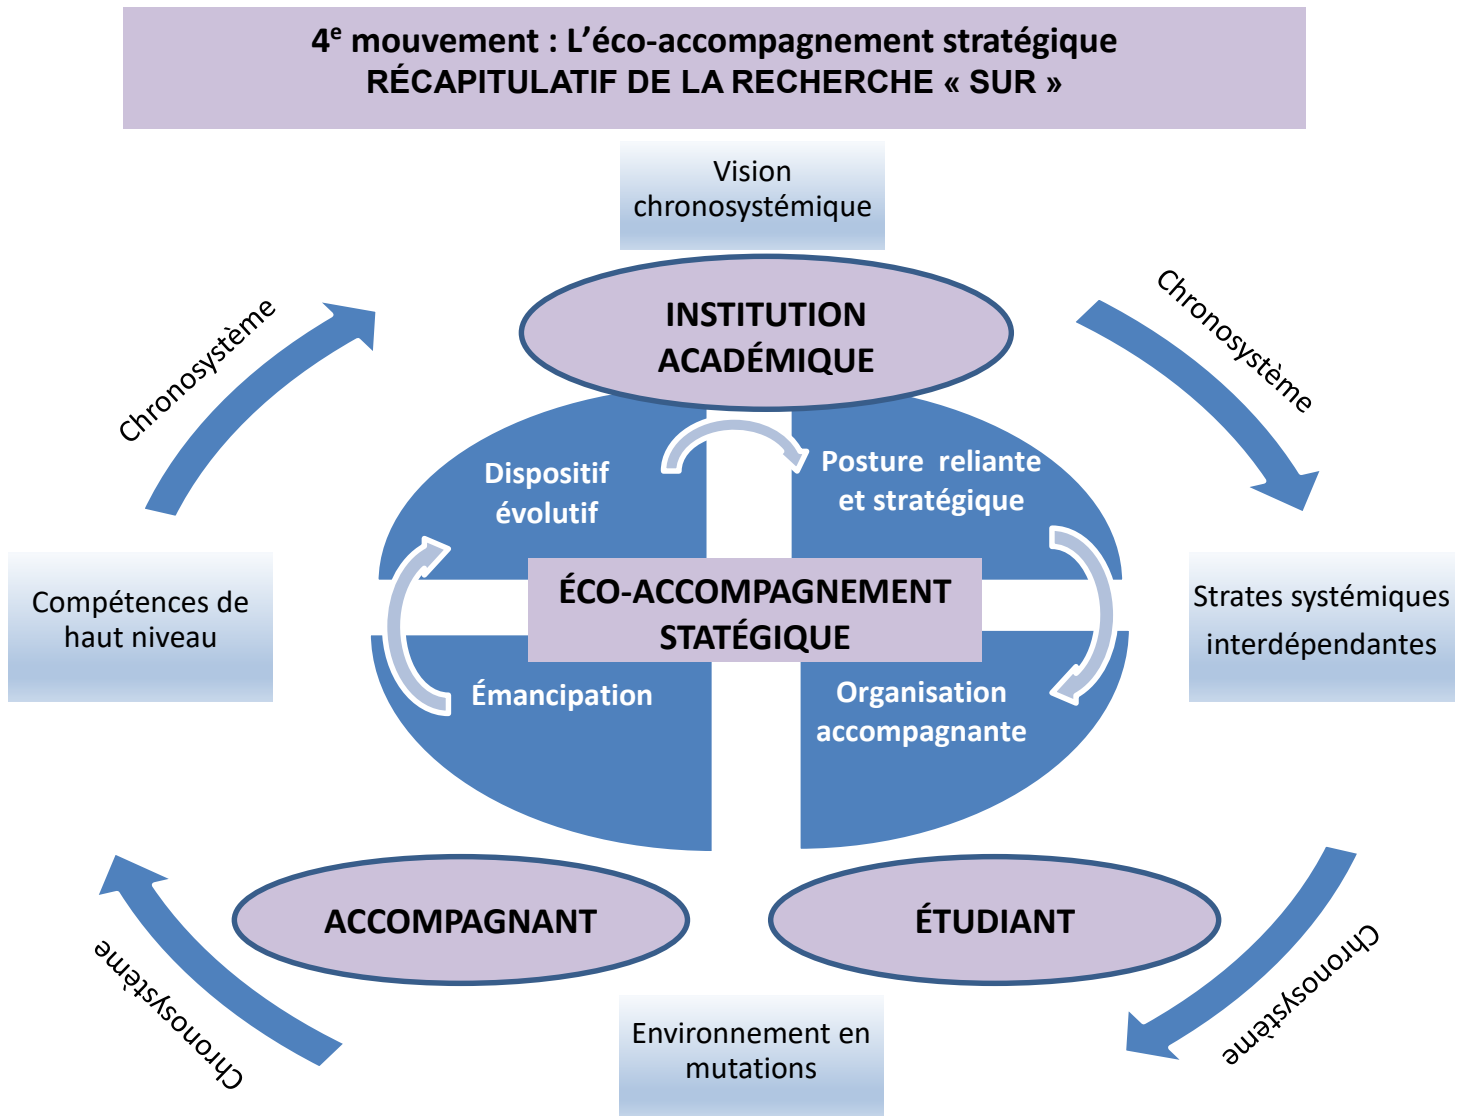 4e mouvement : L’éco-accompagnement stratégique
RÉCAPITULATIF DE LA RECHERCHE « SUR »
Vision
chronosystémique
INSTITUTION
ACADÉMIQUE
Chronosystème
Chronosystème
Dispositif
évolutif
Posture reliante
et stratégique
ÉCO-ACCOMPAGNEMENT
STATÉGIQUE
Compétences de
haut niveau
Strates systémiques
interdépendantes
Émancipation
Organisation
accompagnante
ACCOMPAGNANT
ÉTUDIANT
Chronosystème
Chronosystème
Environnement en
mutations